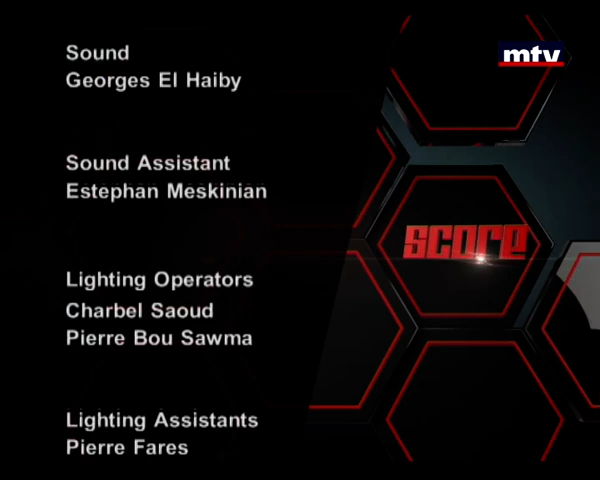 Sound
Georges El Haiby
mtv
Sound Assistant
Estephan Meskinian
score
Lighting Operators
Charbel Saoud
Pierre Bou Sawma
Lighting Assistants
Pierre Fares